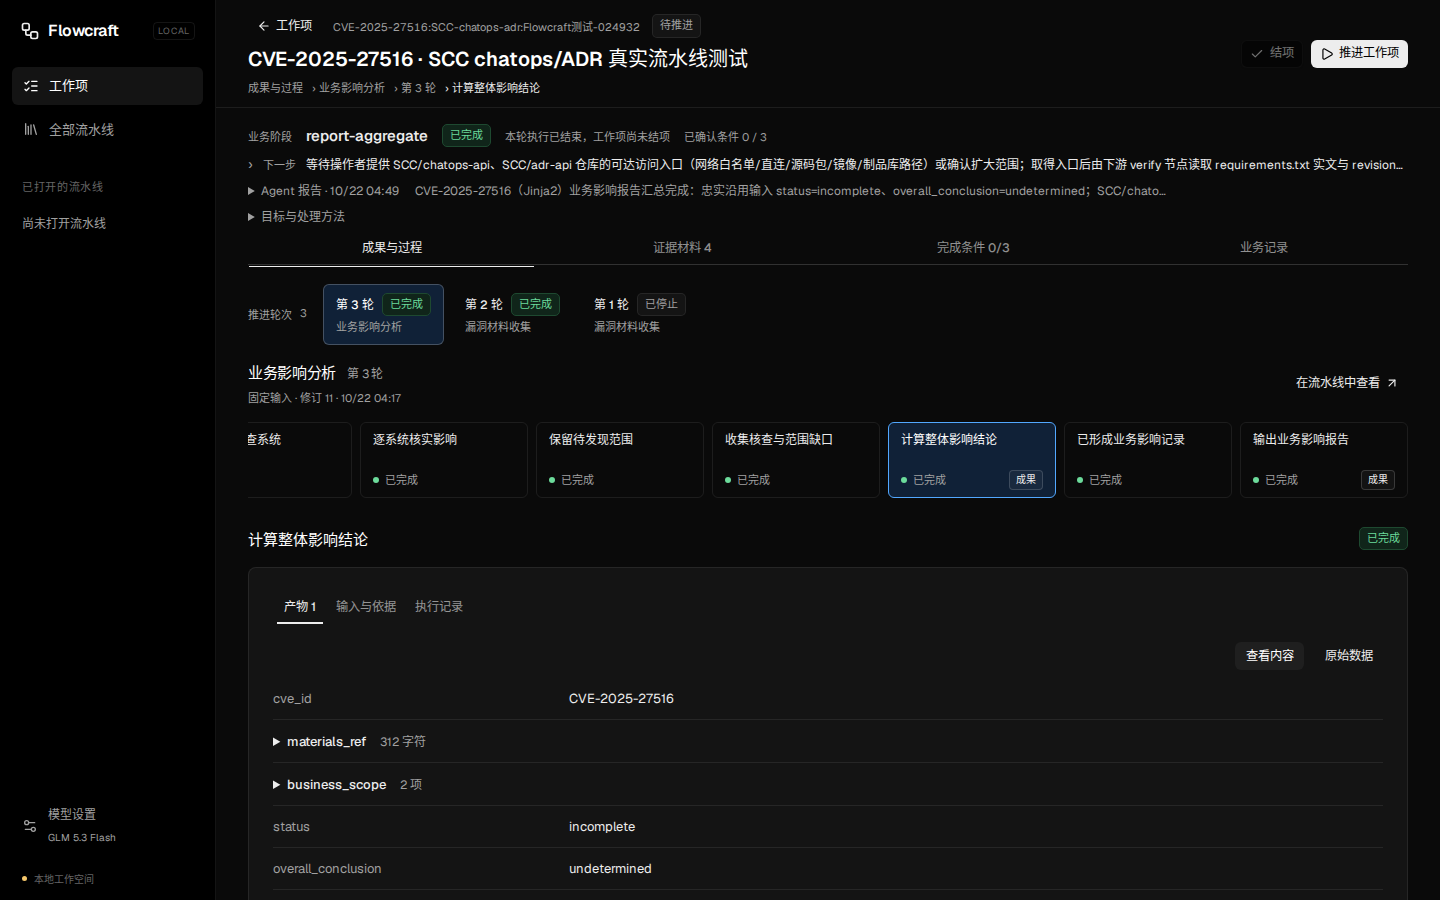 Flowcraft
LOCAL
工作项
全部流水线
已打开的流水线
尚未打开流水线
模型设置
GLM 5.3 Flash
本地工作空间
工作项
CVE-2025-27516:SCC-chatops-adr:Flowcraft测试-024932
待推进
CVE-2025-27516 · SCC chatops/ADR 真实流水线测试
结项
推进工作项
成果与过程 › 业务影响分析 › 第 3 轮 › 计算整体影响结论
业务阶段 report-aggregate 已完成 本轮执行已结束，工作项尚未结项 已确认条件 0 / 3
› 下一步 等待操作者提供 SCC/chatops-api、SCC/adr-api 仓库的可达访问入口（网络白名单/直连/源码包/镜像/制品库路径）或确认扩大范围；取得入口后由下游 verify 节点读取 requirements.txt 实文与 revision...
Agent 报告 · 10/22 04:49 CVE-2025-27516（Jinja2）业务影响报告汇总完成：忠实沿用输入 status=incomplete、overall_conclusion=undetermined；SCC/chato...
目标与处理方法
成果与过程
证据材料 4
完成条件 0/3
业务记录
推进轮次 3
第 3 轮 已完成
业务影响分析
第 2 轮 已完成
漏洞材料收集
第 1 轮 已停止
漏洞材料收集
业务影响分析 第 3 轮
固定输入 · 修订 11 · 10/22 04:17
在流水线中查看
查系统
逐系统核实影响
已完成
保留待发现范围
已完成
收集核查与范围缺口
已完成
计算整体影响结论
已完成 成果
已形成业务影响记录
已完成
输出业务影响报告
已完成 成果
计算整体影响结论
已完成
产物 1
输入与依据
执行记录
查看内容
原始数据
cve_id CVE-2025-27516
materials_ref 312 字符
business_scope 2 项
status incomplete
overall_conclusion undetermined